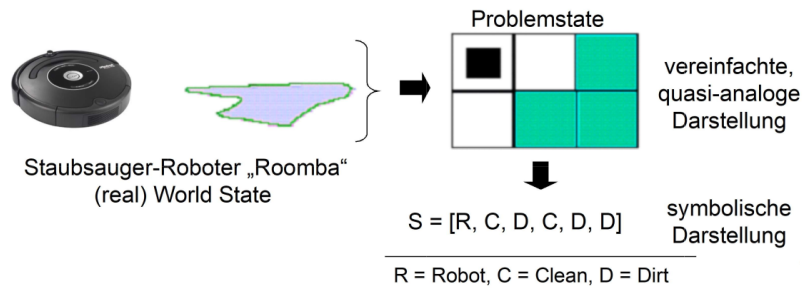 Problemstate
vereinfachte,
quasi-analoge
Darstellung
Staubsauger-Roboter „Roomba“
(real) World State
S = [R, C, D, C, D, D]
symbolische
Darstellung
R = Robot, C = Clean, D = Dirt